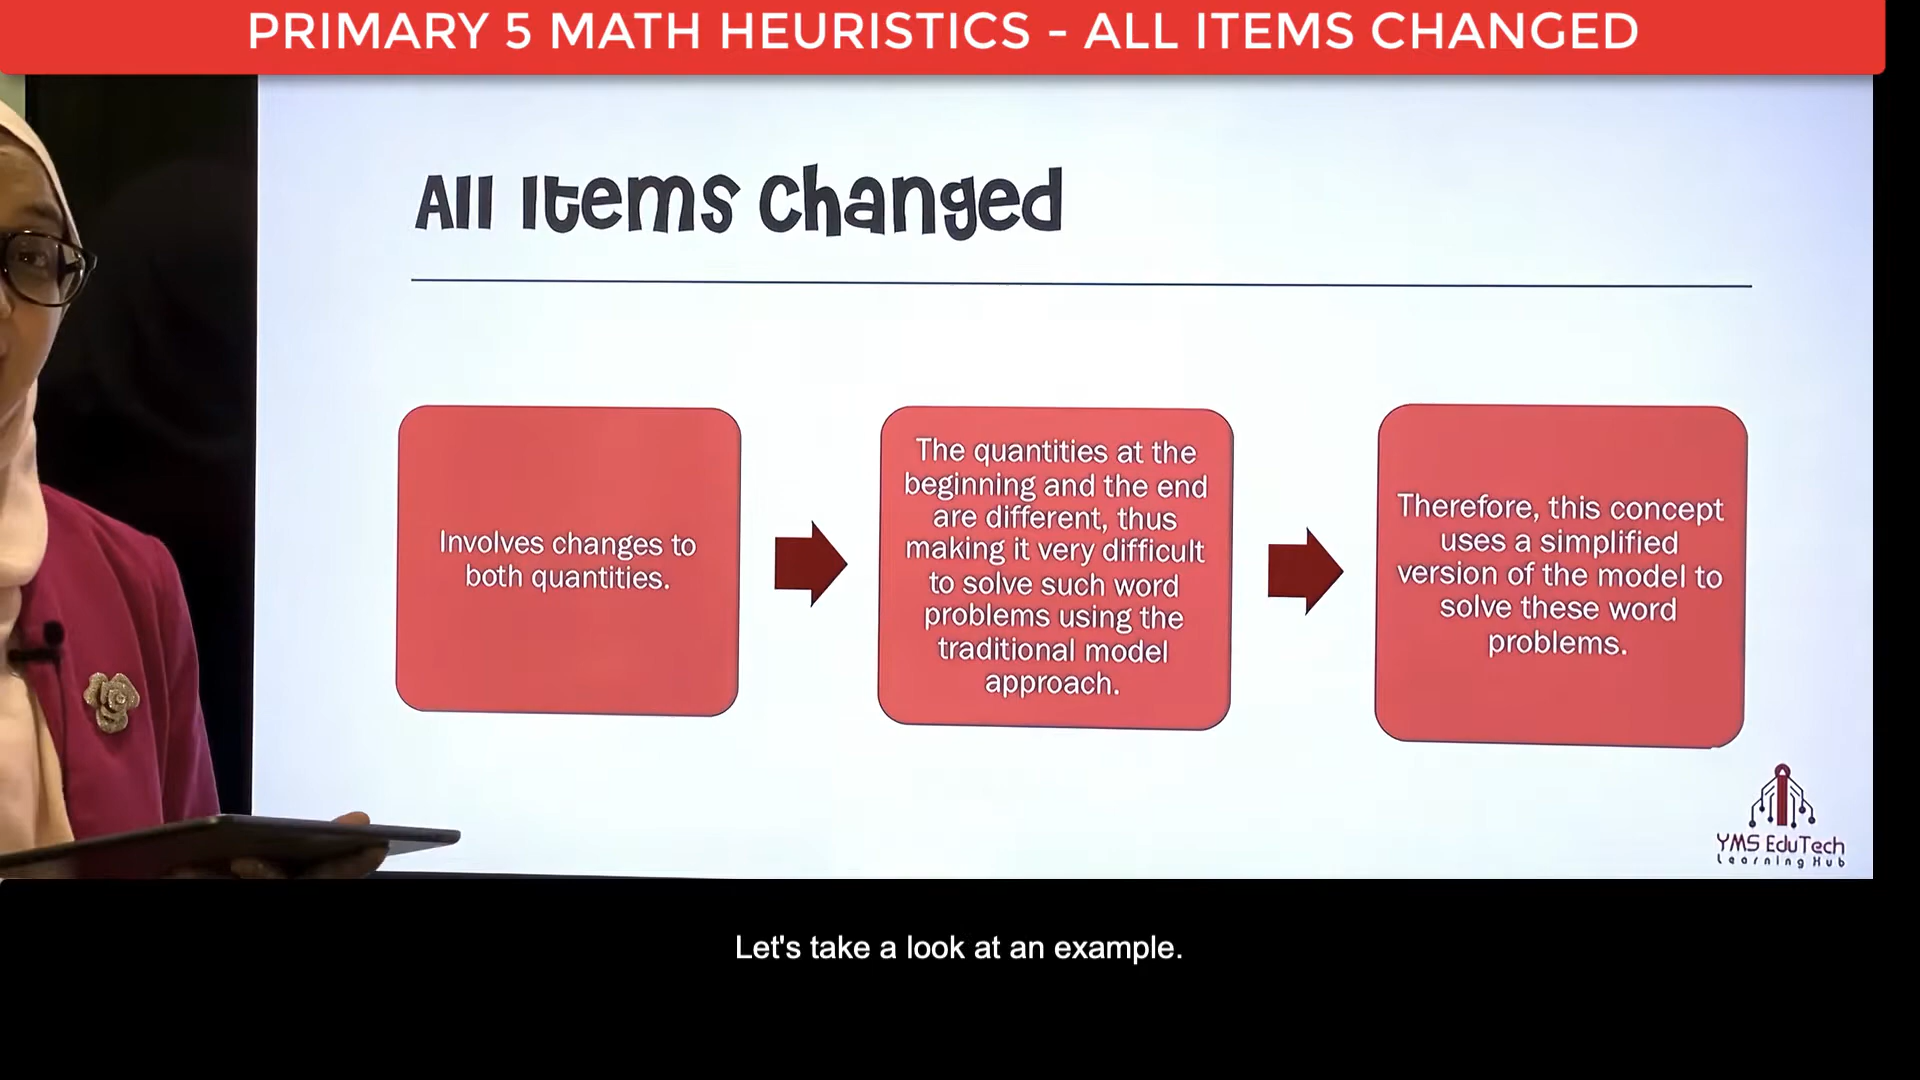 PRIMARY 5 MATH HEURISTICS - ALL ITEMS CHANGED
All Items Changed
Involves changes to
both quantities.
The quantities at the
beginning and the end
are different, thus
making it very difficult
to solve such word
problems using the
traditional model
approach.
Therefore, this concept
uses a simplified
version of the model to
solve these word
problems.
YMS EduTech
Learning Hub
Let's take a look at an example.